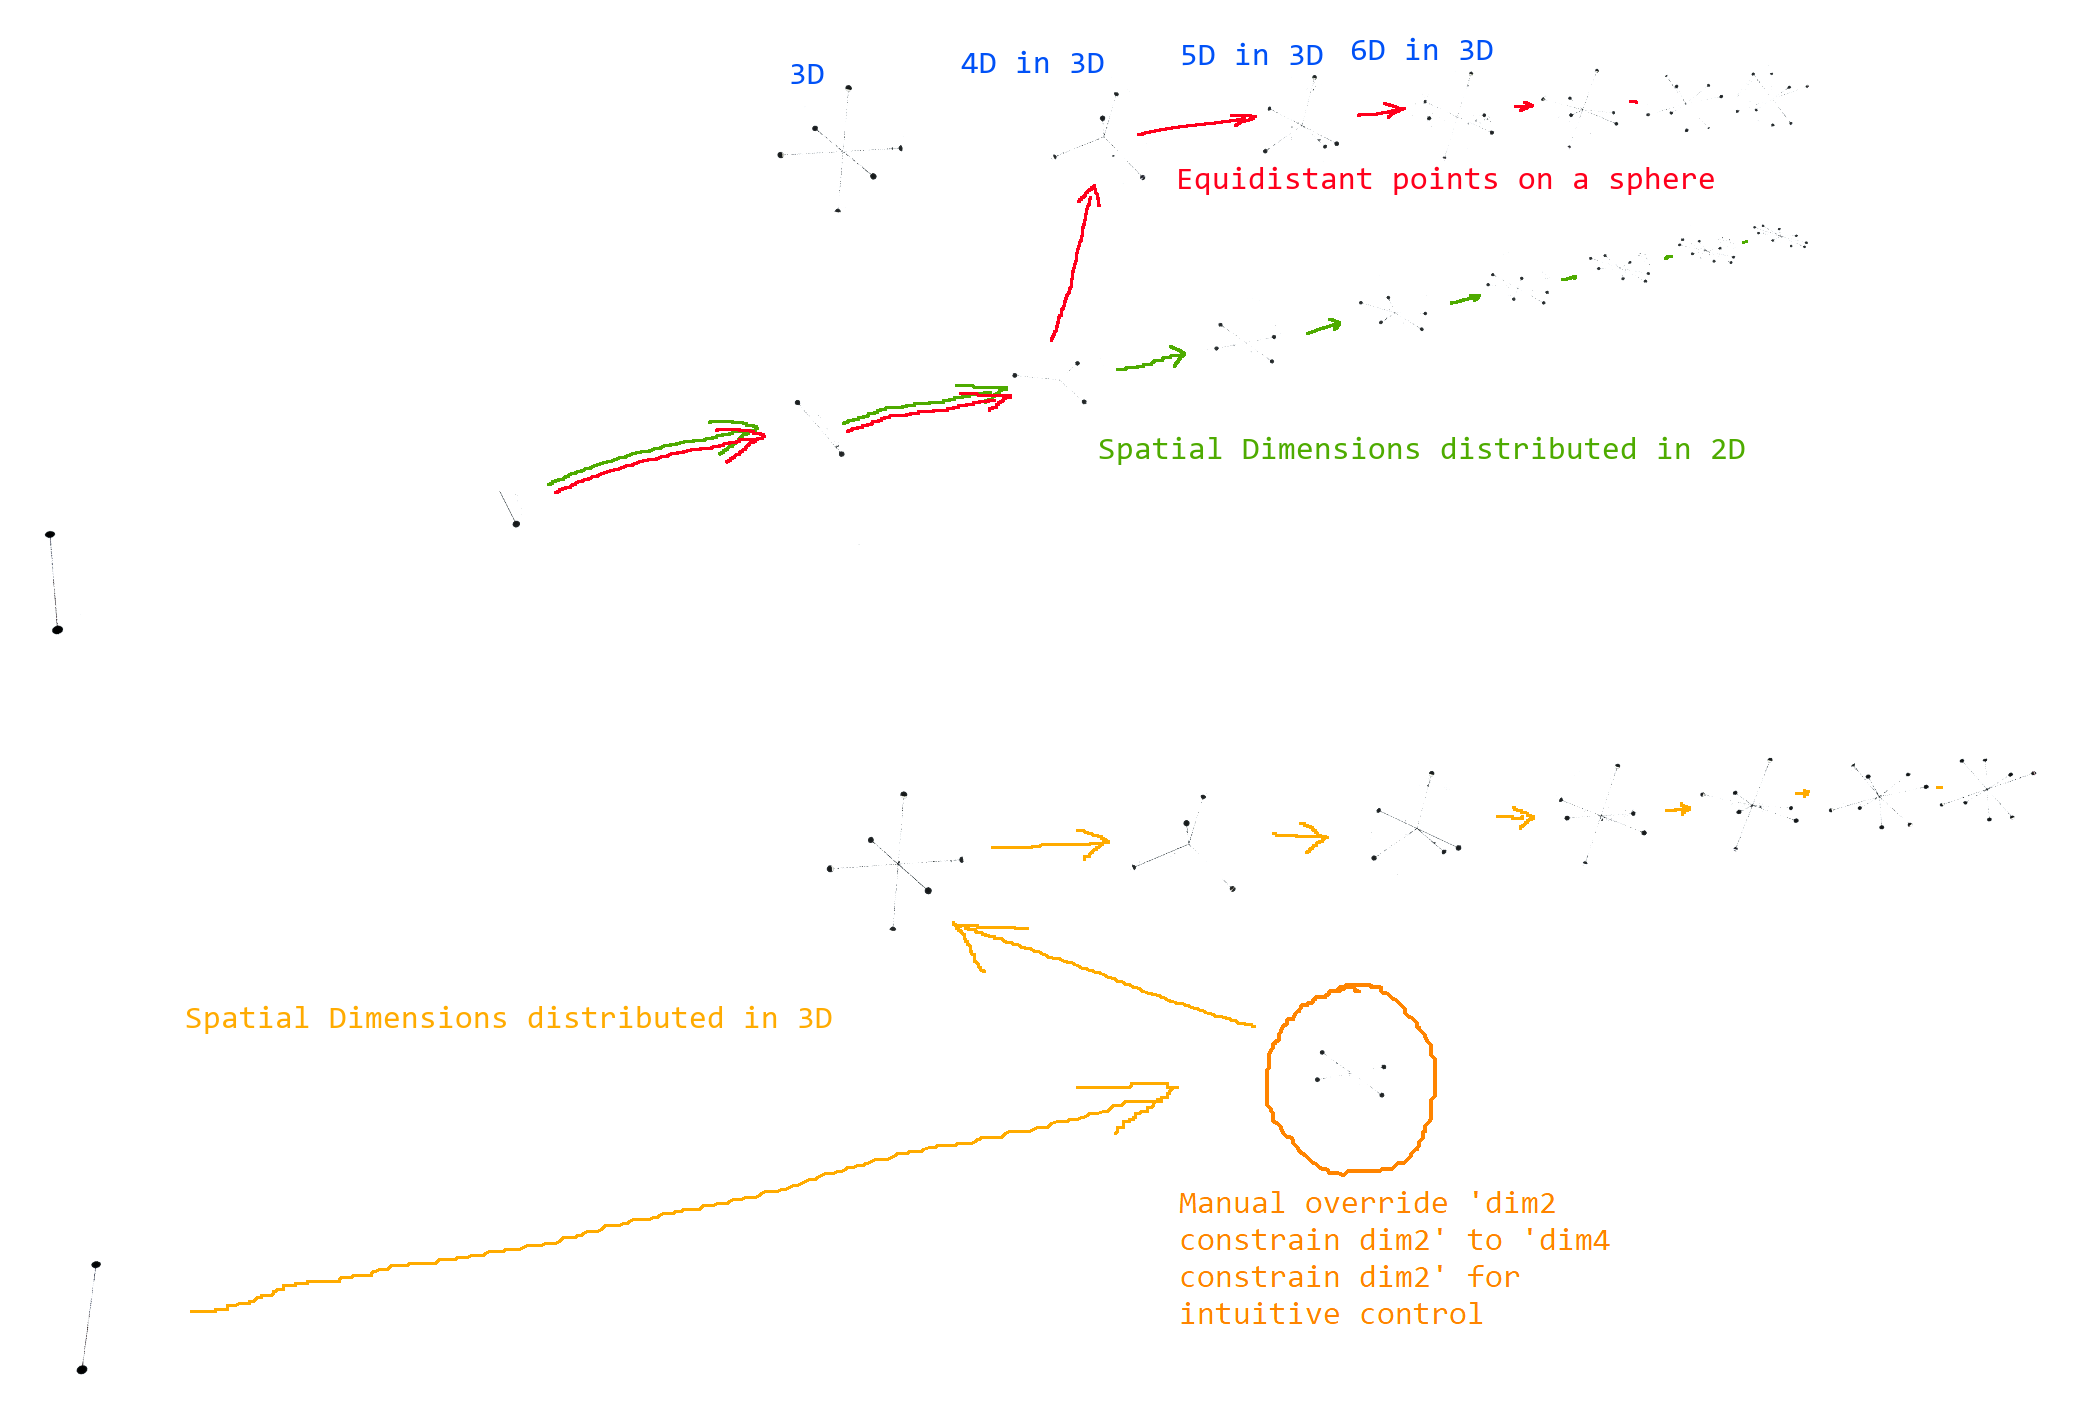 3D
4D in 3D
5D in 3D
6D in 3D
Equidistant points on a sphere
Spatial Dimensions distributed in 2D
Spatial Dimensions distributed in 3D
Manual override 'dim2
constrain dim2' to 'dim4
constrain dim2' for
intuitive control